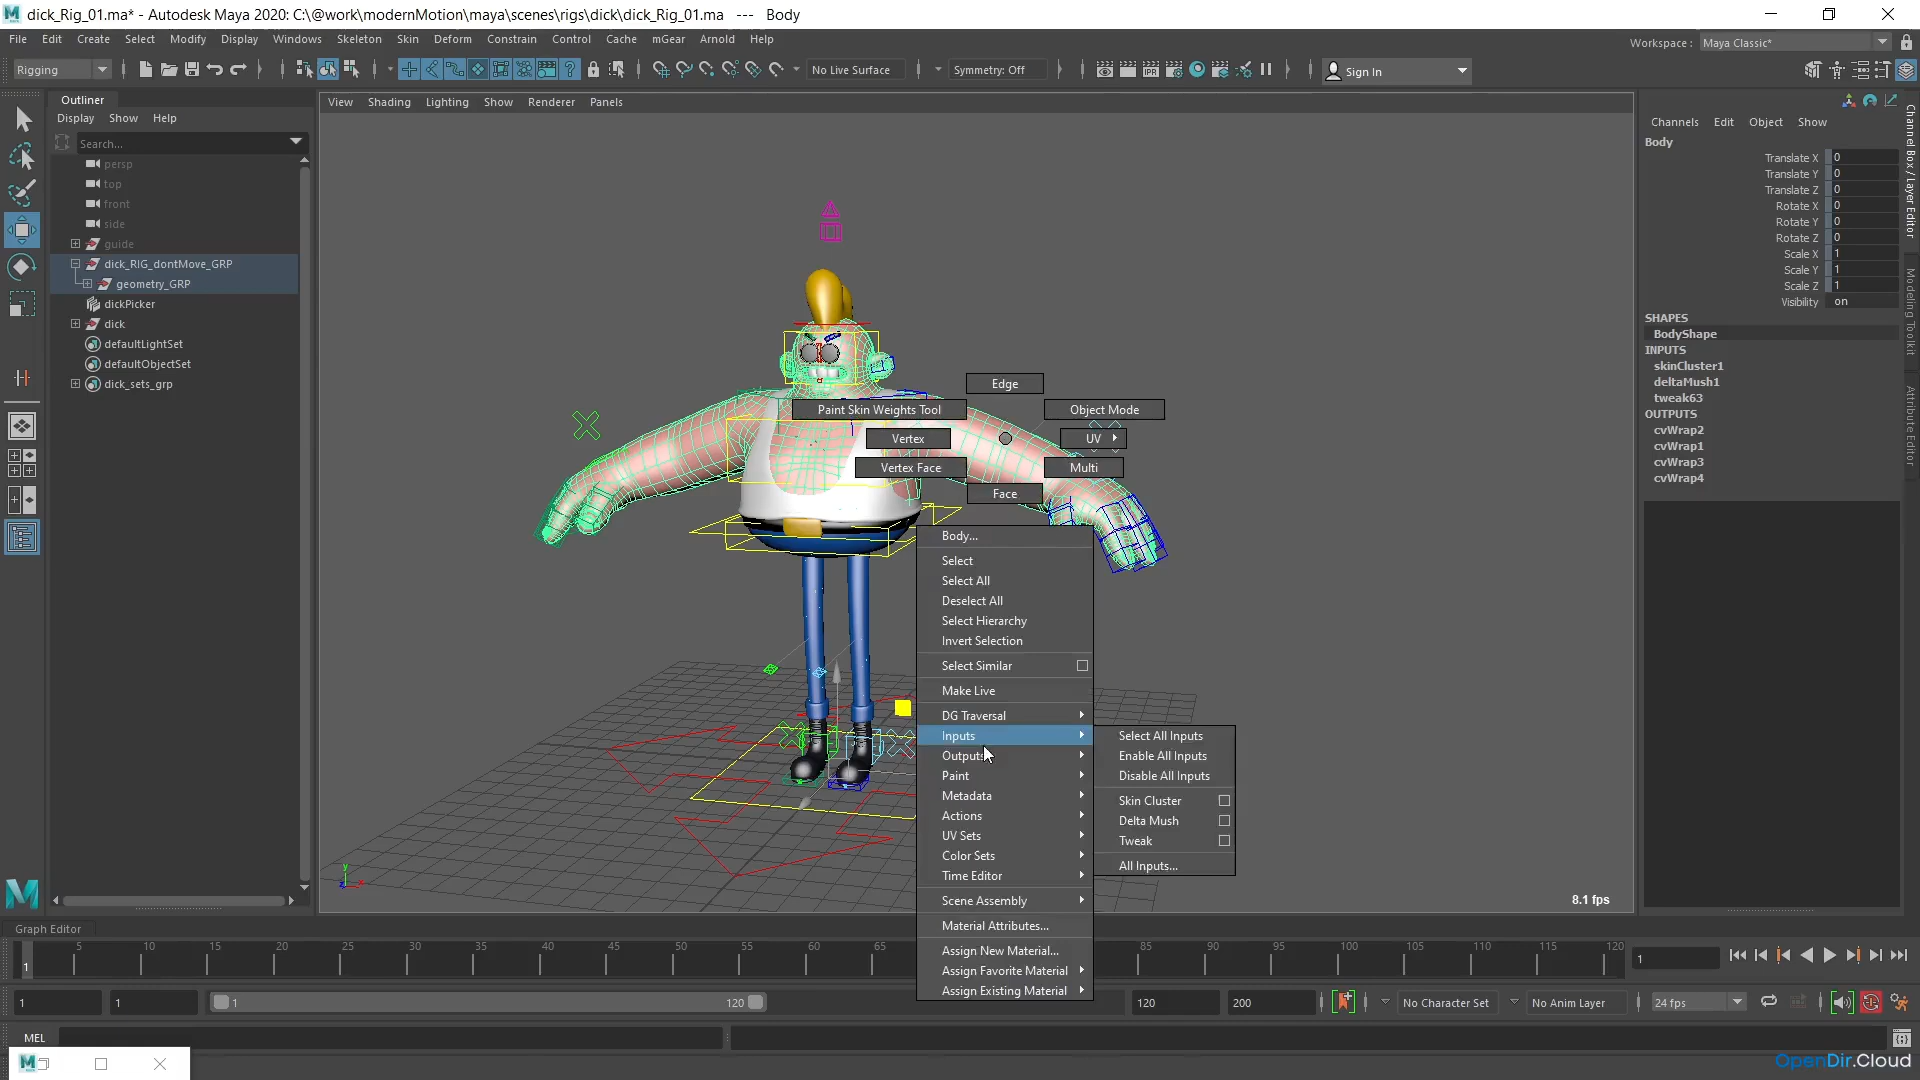 dick_Rig_01.ma* - Autodesk Maya 2020: C:\@work\modernMotion\maya\scenes\rigs\dick\dick_Rig_01.ma --- Body
File Edit Create Select Modify Display Windows Skeleton Skin Deform Constrain Control Cache mGear Arnold Help
Workspace : Maya Classic*
Rigging No Live Surface Symmetry: Off IPR Sign In
Outliner
Display Show Help
Search...
persp
top
front
side
guide
dick_RIG_dontMove_GRP
geometry_GRP
dickPicker
dick
defaultLightSet
defaultObjectSet
dick_sets_grp
View Shading Lighting Show Renderer Panels
Edge
Paint Skin Weights Tool Object Mode
Vertex UV
Vertex Face Multi
Face
Body...
Select
Select All
Deselect All
Select Hierarchy
Invert Selection
Select Similar
Make Live
DG Traversal
Inputs
Outputs
Paint
Metadata
Actions
UV Sets
Color Sets
Time Editor
Scene Assembly
Material Attributes...
Assign New Material...
Assign Favorite Material
Assign Existing Material
Select All Inputs
Enable All Inputs
Disable All Inputs
Skin Cluster
Delta Mush
Tweak
All Inputs...
8.1 fps
Channels Edit Object Show
Body
Translate X 0
Translate Y 0
Translate Z 0
Rotate X 0
Rotate Y 0
Rotate Z 0
Scale X 1
Scale Y 1
Scale Z 1
Visibility on
SHAPES
BodyShape
INPUTS
skinCluster1
deltaMush1
tweak63
OUTPUTS
cvWrap2
cvWrap1
cvWrap3
cvWrap4
Channel Box / Layer Editor
Modeling Toolkit
Attribute Editor
Graph Editor
5 10 15 20 25 30 35 40 45 50 55 60 65 85 90 95 100 105 110 115 120
1 1
1 1 1 120 120 200 No Character Set No Anim Layer 24 fps
MEL
OpenDir.Cloud